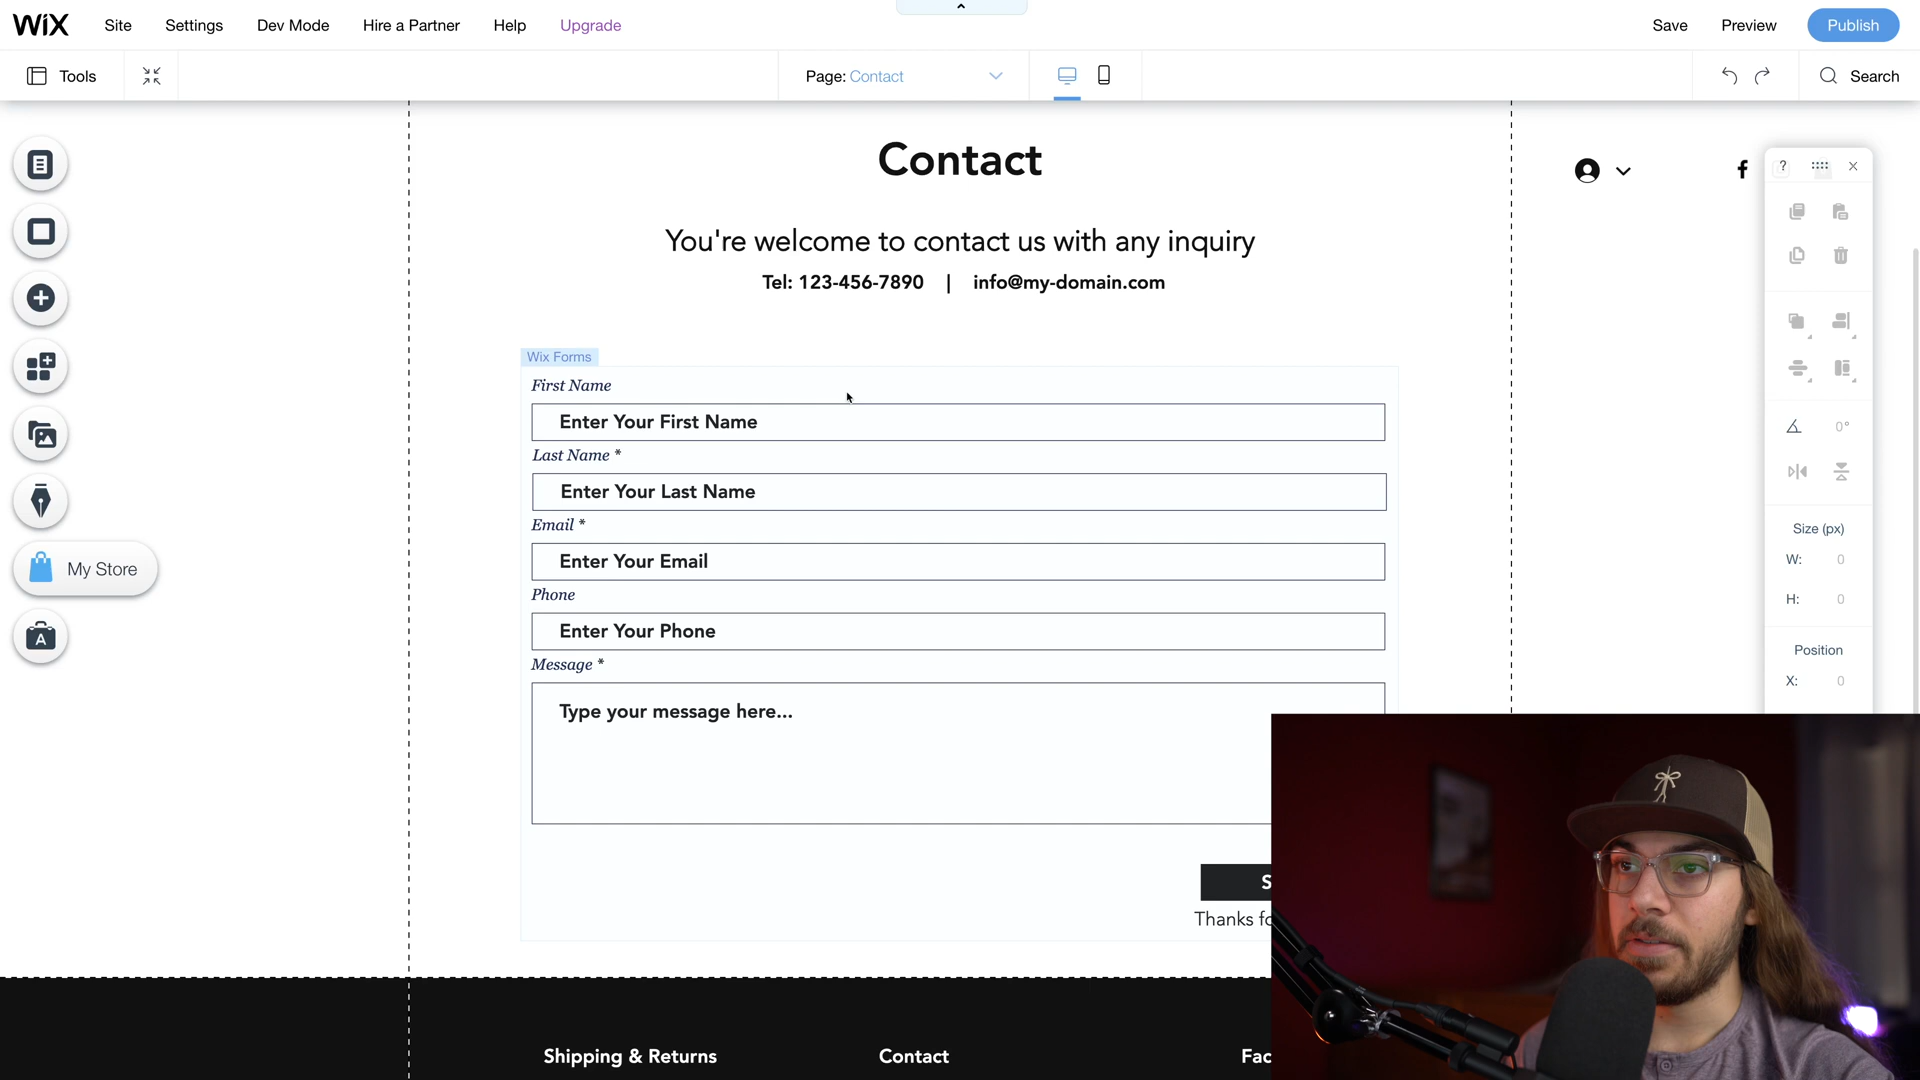 WiX Site Settings Dev Mode Hire a Partner Help Upgrade Save Preview Publish
Tools Page: Contact Search
Contact
You're welcome to contact us with any inquiry
Tel: 123-456-7890 | info@my-domain.com
Wix Forms
First Name
Enter Your First Name
Last Name *
Enter Your Last Name
Email *
Enter Your Email
Phone
Enter Your Phone
Message *
Type your message here...
S
Thanks fo
My Store
A
?
0°
Size (px)
W: 0
H: 0
Position
X: 0
Shipping & Returns Contact Fac